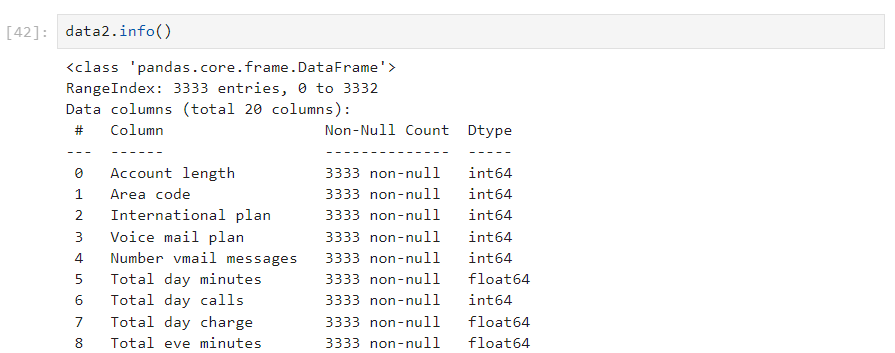 [42]: data2.info()
<class 'pandas.core.frame.DataFrame'>
RangeIndex: 3333 entries, 0 to 3332
Data columns (total 20 columns):
 #   Column                  Non-Null Count  Dtype
---  ------                  --------------  -----
 0   Account length          3333 non-null   int64
 1   Area code               3333 non-null   int64
 2   International plan      3333 non-null   int64
 3   Voice mail plan         3333 non-null   int64
 4   Number vmail messages   3333 non-null   int64
 5   Total day minutes       3333 non-null   float64
 6   Total day calls         3333 non-null   int64
 7   Total day charge        3333 non-null   float64
 8   Total eve minutes       3333 non-null   float64